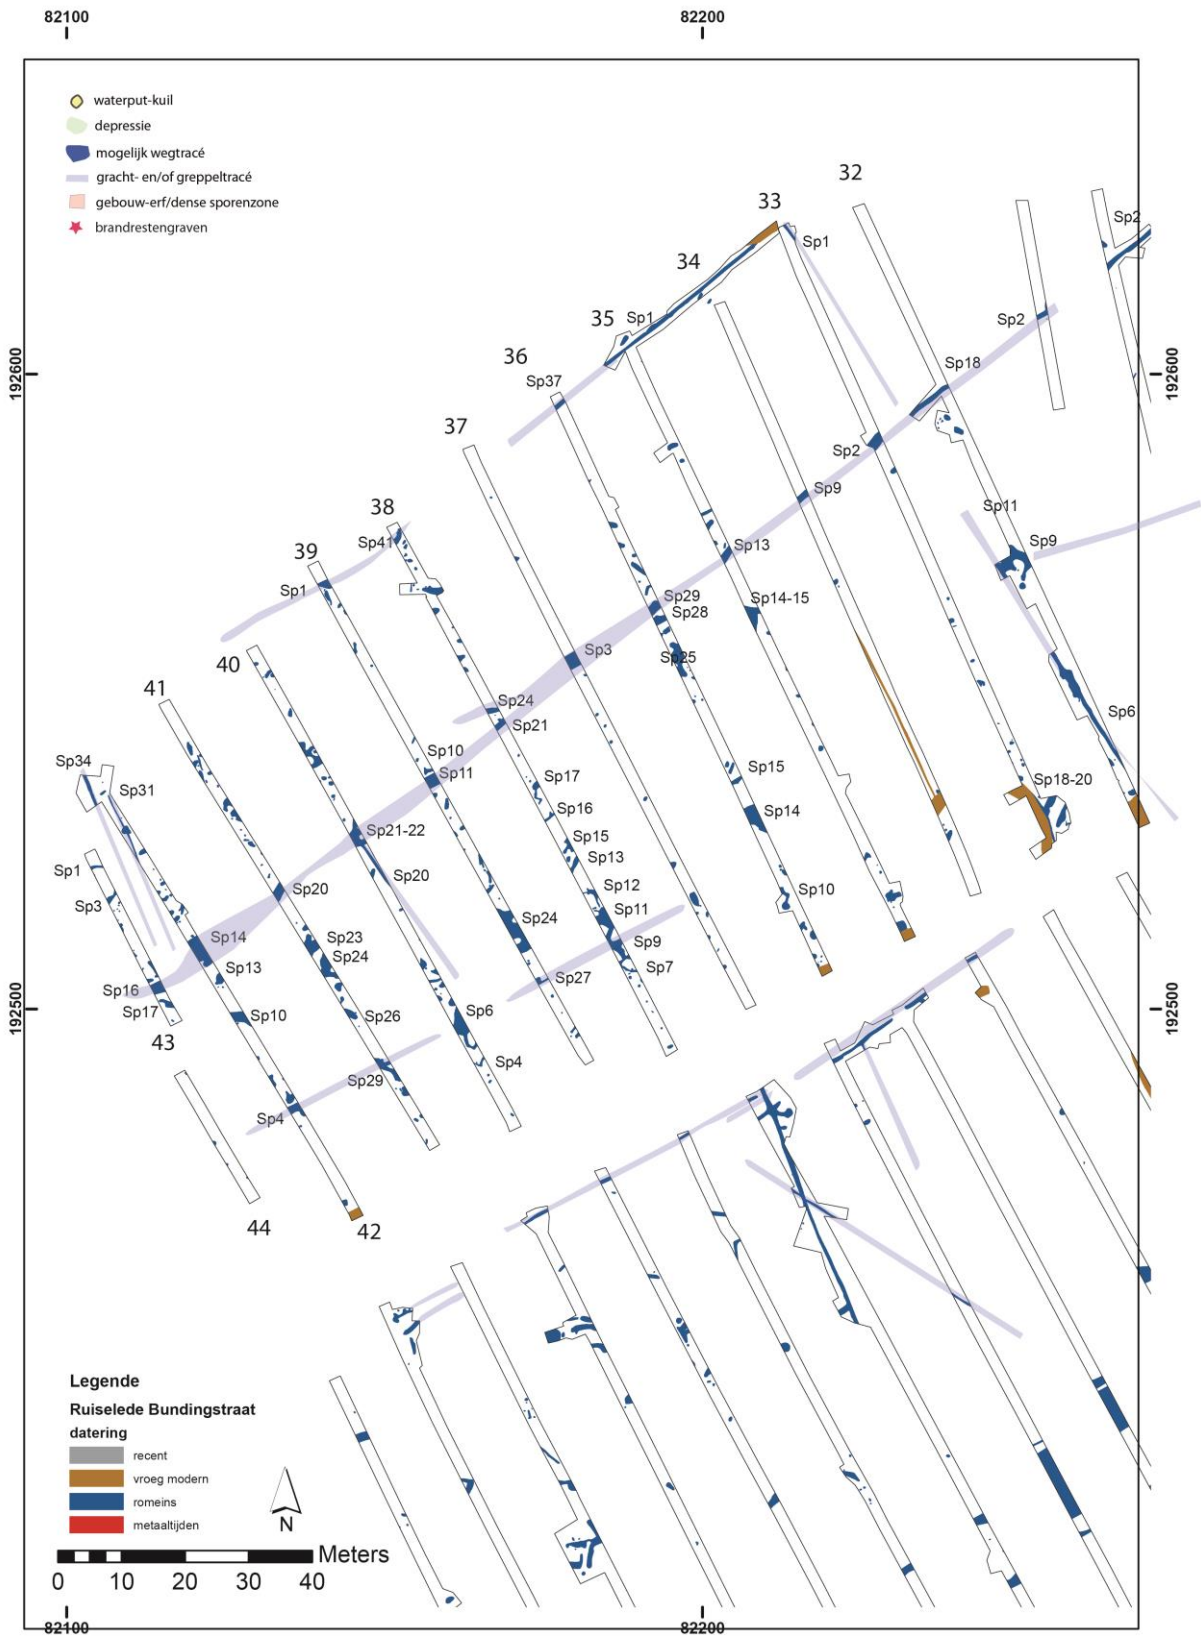 82100
82200
waterput-kuil
depressie
mogelijk wegtracé
gracht- en/of greppeltracé
gebouw-erf/dense sporenzone
brandrestengraven
32
33
Sp1
Sp2
34
35
Sp1
Sp2
36
Sp37
Sp18
192600
192600
37
Sp2
Sp9
38
Sp41
Sp11
Sp9
39
Sp1
Sp13
Sp29
Sp28
Sp14-15
40
Sp3
Sp25
41
Sp24
Sp21
Sp6
Sp34
Sp31
Sp10
Sp11
Sp17
Sp15
Sp18-20
Sp16
Sp14
Sp21-22
Sp15
Sp13
Sp1
Sp20
Sp20
Sp12
Sp10
Sp3
Sp11
Sp24
Sp14
Sp23
Sp24
Sp9
Sp13
Sp7
Sp16
Sp27
Sp17
Sp10
Sp26
Sp6
192500
192500
43
Sp4
Sp29
Sp4
44
42
Legende
Ruiselede Bundingstraat
datering
recent
vroeg modern
romeins
metaaltijden
N
Meters
0 10 20 30 40
82100
82200